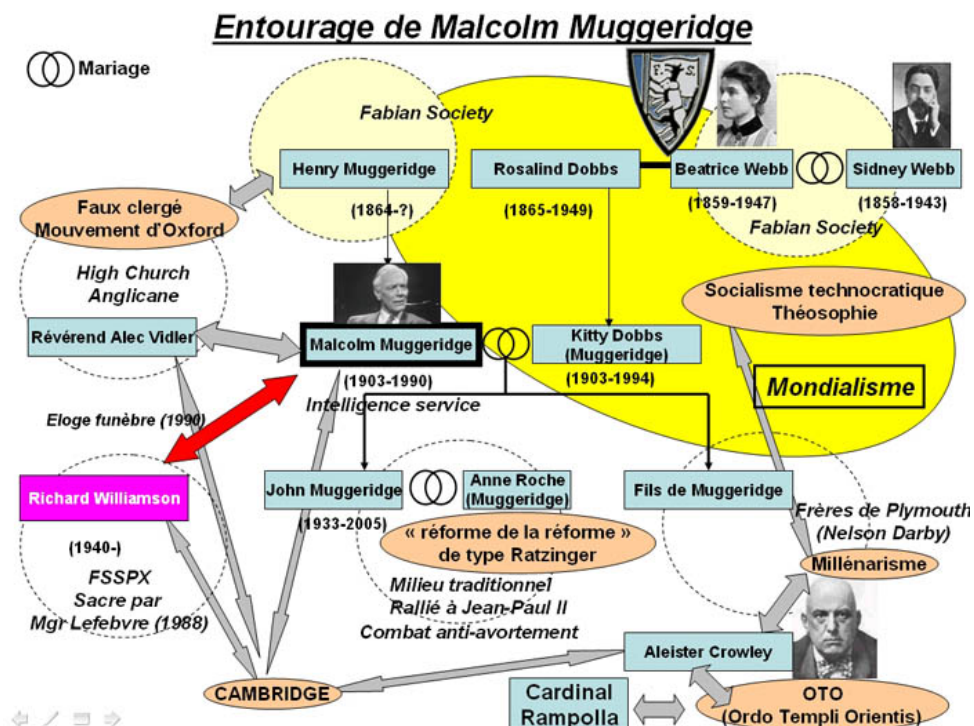 Entourage de Malcolm Muggeridge
Mariage
F. S.
Fabian Society
Henry Muggeridge
Rosalind Dobbs
Beatrice Webb
Sidney Webb
(1864-?)
(1865-1949)
(1859-1947)
(1858-1943)
Fabian Society
Faux clergé
Mouvement d'Oxford
High Church
Anglicane
Socialisme technocratique
Théosophie
Révérend Alec Vidler
Malcolm Muggeridge
Kitty Dobbs
(Muggeridge)
(1903-1990)
(1903-1994)
Intelligence service
Mondialisme
Eloge funèbre (1990)
Richard Williamson
John Muggeridge
Anne Roche
(Muggeridge)
Fils de Muggeridge
(1940-)
(1933-2005)
Frères de Plymouth
(Nelson Darby)
« réforme de la réforme »
de type Ratzinger
Millénarisme
FSSPX
Sacre par
Mgr Lefebvre (1988)
Milieu traditionnel
Rallié à Jean-Paul II
Combat anti-avortement
Aleister Crowley
CAMBRIDGE
Cardinal
Rampolla
OTO
(Ordo Templi Orientis)